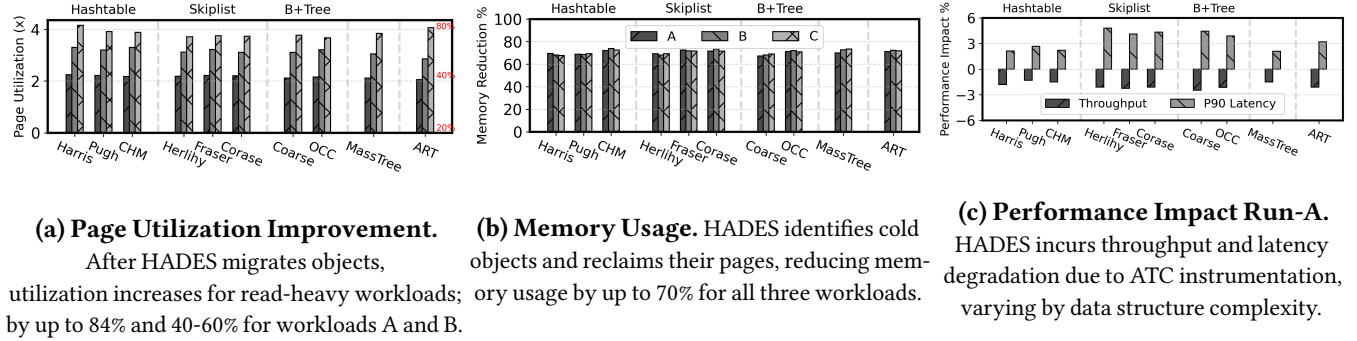 Hashtable Skiplist B+Tree
Page Utilization (x)
4
2
0
80%
40%
20%
Harris Pugh CHM Herlihy Fraser Corase Coarse OCC MassTree ART
(a) Page Utilization Improvement.
After HADES migrates objects,
utilization increases for read-heavy workloads;
by up to 84% and 40-60% for workloads A and B.
Hashtable Skiplist B+Tree
Memory Reduction %
100
80
60
40
20
0
A B C
Harris Pugh CHM Herlihy Fraser Corase Coarse OCC MassTree ART
(b) Memory Usage. HADES identifies cold
objects and reclaims their pages, reducing mem-
ory usage by up to 70% for all three workloads.
Hashtable Skiplist B+Tree
Performance Impact %
6
3
0
−3
−6
Throughput P90 Latency
Harris Pugh CHM Herlihy Fraser Corase Coarse OCC MassTree ART
(c) Performance Impact Run-A.
HADES incurs throughput and latency
degradation due to ATC instrumentation,
varying by data structure complexity.